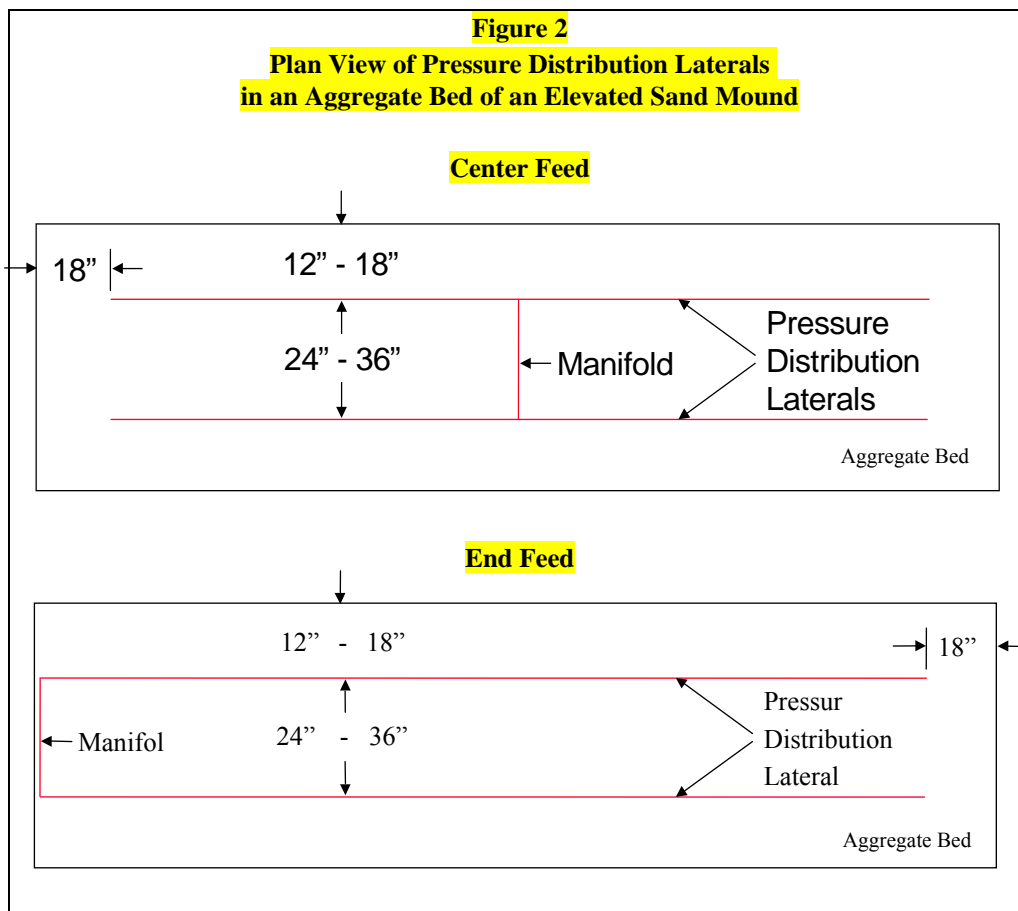 Figure 2
Plan View of Pressure Distribution Laterals
in an Aggregate Bed of an Elevated Sand Mound
Center Feed
18”
12” - 18”
24” - 36”
Manifold
Pressure
Distribution
Laterals
Aggregate Bed
End Feed
12” - 18”
18”
Manifol
24” - 36”
Pressur
Distribution
Lateral
Aggregate Bed